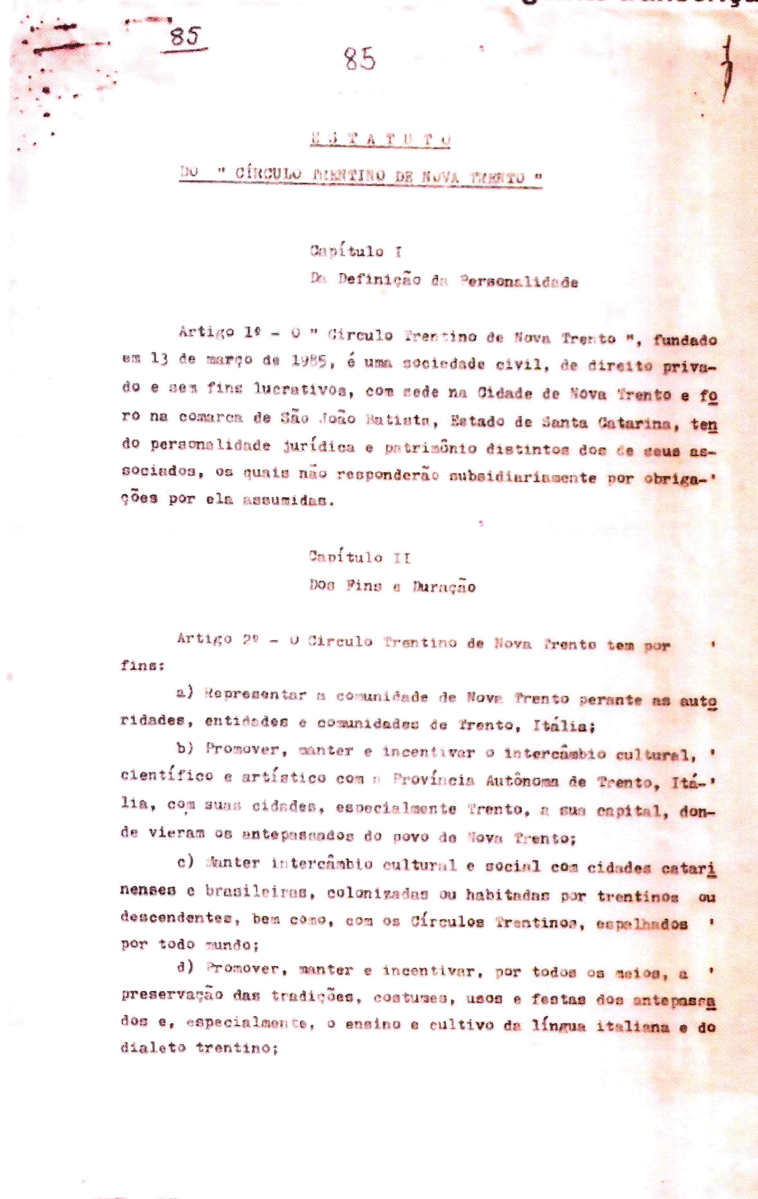 85
85
E S T A T U T O
DO " CÍRCULO TRENTINO DE NOVA TRENTO "
Capítulo I
Da Definição da Personalidade
Artigo 1º - O " Circulo Trentino de Nova Trento ", fundado
em 13 de março de 1985, é uma sociedade civil, de direito priva-
do e sem fins lucrativos, com sede na Cidade de Nova Trento e fo
ro na comarca de São João Batista, Estado de Santa Catarina, ten
do personalidade jurídica e patrimônio distintos dos de seus as-
sociados, os quais não responderão subsidiariamente por obriga-'
ções por ela assumidas.
Capítulo II
Dos Fins e Duração
Artigo 2º - O Circulo Trentino de Nova Trento tem por '
fins:
a) Representar a comunidade de Nova Trento perante as auto
ridades, entidades e comunidades de Trento, Itália;
b) Promover, manter e incentivar o intercâmbio cultural, '
científico e artístico com a Província Autônoma de Trento, Itá-'
lia, com suas cidades, especialmente Trento, a sua capital, don-
de vieram os antepassados do povo de Nova Trento;
c) Manter intercâmbio cultural e social com cidades catari
nenses e brasileiras, colonizadas ou habitadas por trentinos ou
descendentes, bem como, com os Círculos Trentinos, espalhados '
por todo mundo;
d) Promover, manter e incentivar, por todos os meios, a '
preservação das tradições, costumes, usos e festas dos antepassa
dos e, especialmente, o ensino e cultivo da língua italiana e do
dialeto trentino;